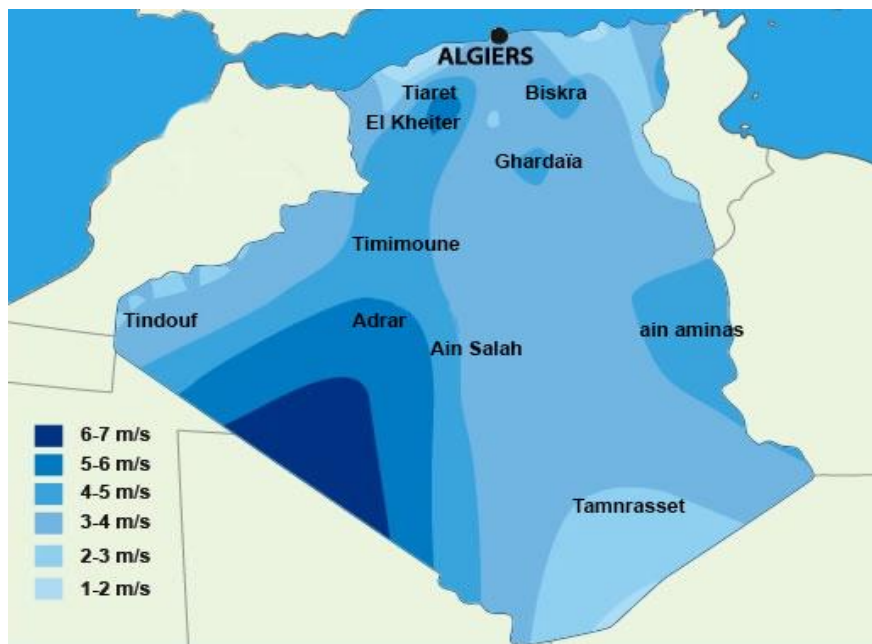 ALGIERS
Tiaret
Biskra
El Kheiter
Ghardaïa
Timimoune
Tindouf
Adrar
Ain Salah
ain aminas
6-7 m/s
5-6 m/s
4-5 m/s
3-4 m/s
2-3 m/s
1-2 m/s
Tamnrasset